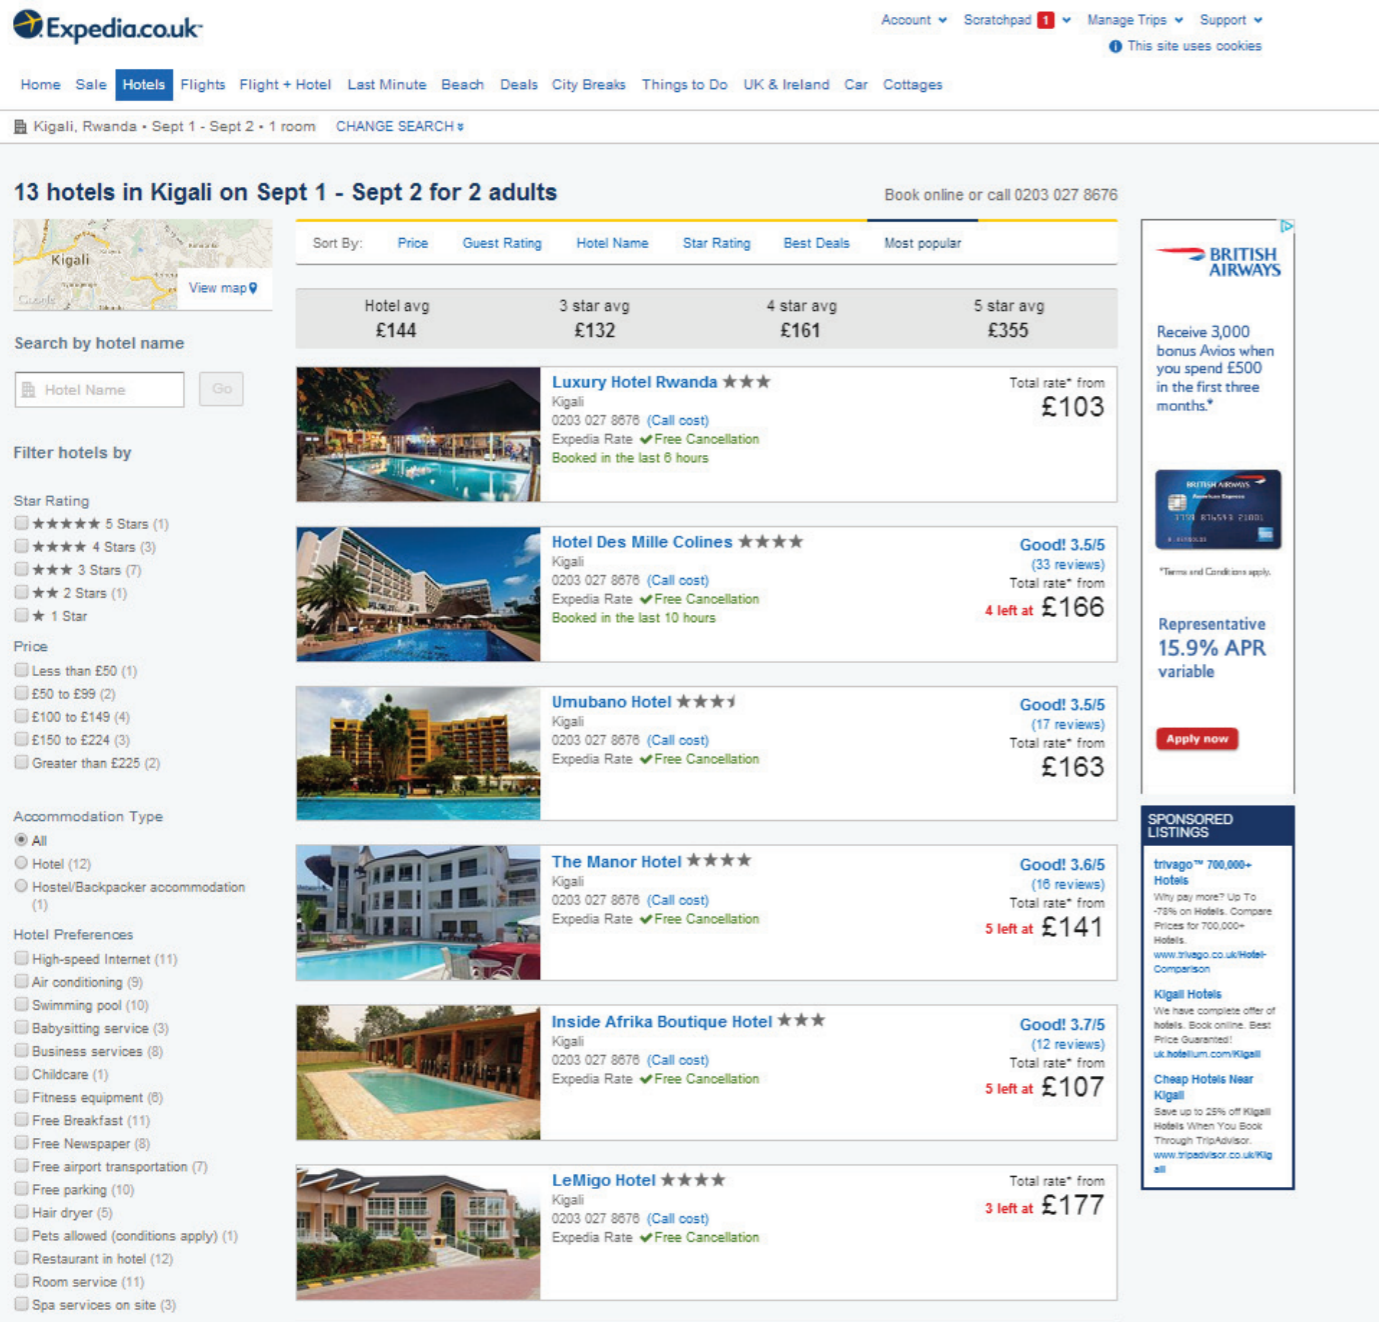 Expedia.co.uk
Account Scratchpad 1 Manage Trips Support
This site uses cookies
Home Sale Hotels Flights Flight + Hotel Last Minute Beach Deals City Breaks Things to Do UK & Ireland Car Cottages
Kigali, Rwanda • Sept 1 - Sept 2 • 1 room CHANGE SEARCH
13 hotels in Kigali on Sept 1 - Sept 2 for 2 adults
Book online or call 0203 027 8676
Kigali
View map
Google
Search by hotel name
Hotel Name Go
Filter hotels by
Star Rating
★★★★★ 5 Stars (1)
★★★★ 4 Stars (3)
★★★ 3 Stars (7)
★★ 2 Stars (1)
★ 1 Star
Price
Less than £50 (1)
£50 to £99 (2)
£100 to £149 (4)
£150 to £224 (3)
Greater than £225 (2)
Accommodation Type
All
Hotel (12)
Hostel/Backpacker accommodation
(1)
Hotel Preferences
High-speed Internet (11)
Air conditioning (9)
Swimming pool (10)
Babysitting service (3)
Business services (8)
Childcare (1)
Fitness equipment (6)
Free Breakfast (11)
Free Newspaper (8)
Free airport transportation (7)
Free parking (10)
Hair dryer (5)
Pets allowed (conditions apply) (1)
Restaurant in hotel (12)
Room service (11)
Spa services on site (3)
Sort By: Price Guest Rating Hotel Name Star Rating Best Deals Most popular
Hotel avg 3 star avg 4 star avg 5 star avg
£144 £132 £161 £355
Luxury Hotel Rwanda ★★★
Kigali
0203 027 8676 (Call cost)
Expedia Rate ✔Free Cancellation
Booked in the last 6 hours
Total rate* from
£103
Hotel Des Mille Colines ★★★★
Kigali
0203 027 8676 (Call cost)
Expedia Rate ✔Free Cancellation
Booked in the last 10 hours
Good! 3.5/5
(33 reviews)
Total rate* from
4 left at £166
Umubano Hotel ★★★
Kigali
0203 027 8676 (Call cost)
Expedia Rate ✔Free Cancellation
Good! 3.5/5
(17 reviews)
Total rate* from
£163
The Manor Hotel ★★★★
Kigali
0203 027 8676 (Call cost)
Expedia Rate ✔Free Cancellation
Good! 3.6/5
(16 reviews)
Total rate* from
5 left at £141
Inside Afrika Boutique Hotel ★★★
Kigali
0203 027 8676 (Call cost)
Expedia Rate ✔Free Cancellation
Good! 3.7/5
(12 reviews)
Total rate* from
5 left at £107
LeMigo Hotel ★★★★
Kigali
0203 027 8676 (Call cost)
Expedia Rate ✔Free Cancellation
Total rate* from
3 left at £177
BRITISH
AIRWAYS
Receive 3,000
bonus Avios when
you spend £500
in the first three
months.*
BRITISH AIRWAYS
American Express
*Terms and Conditions apply.
Representative
15.9% APR
variable
Apply now
SPONSORED
LISTINGS
trivago™ 700,000+
Hotels
Why pay more? Up To
-78% on Hotels. Compare
Prices for 700,000+
Hotels.
www.trivago.co.uk/Hotel-
Comparison
Kigali Hotels
We have complete offer of
hotels. Book online. Best
Price Guaranteed!
uk.hotelium.com/Kigali
Cheap Hotels Near
Kigali
Save up to 25% off Kigali
Hotels When You Book
Through TripAdvisor.
www.tripadvisor.co.uk/Kig
ali